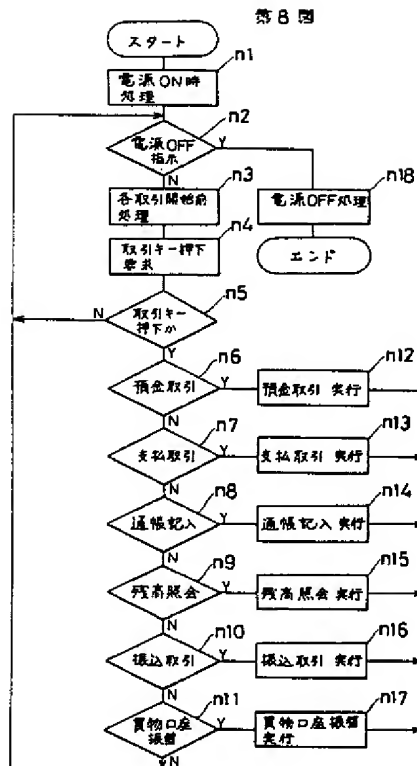 第8図
スタート
n1
電源ON時
処理
n2
電源OFF
指示
Y
N
n3
各取引開始前
処理
n18
電源OFF処理
n4
取引キー押下
要求
エンド
n5
取引キー
押下か
N
Y
n6
預金取引
Y
N
n12
預金取引 実行
n7
支払取引
Y
N
n13
支払取引 実行
n8
通帳記入
Y
N
n14
通帳記入 実行
n9
残高照会
Y
N
n15
残高照会 実行
n10
振込取引
Y
N
n16
振込取引 実行
n11
買物口座
振替
Y
N
n17
買物口座振替
実行